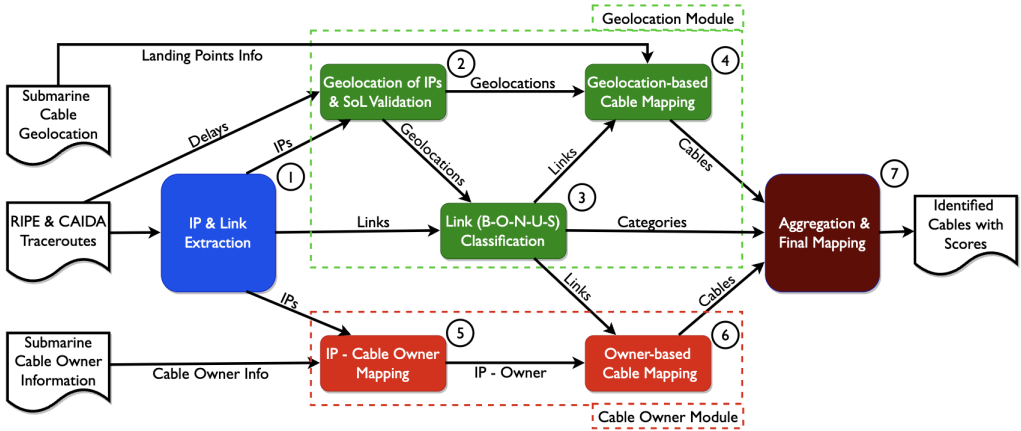 Geolocation Module
Landing Points Info
2
4
Submarine
Cable
Geolocation
Geolocation of IPs
& SoL Validation
Geolocations
Geolocation-based
Cable Mapping
Delays
IPs
Geolocations
Links
Cables
1
3
7
RIPE & CAIDA
Traceroutes
IP & Link
Extraction
Links
Link (B-O-N-U-S)
Classification
Categories
Aggregation &
Final Mapping
Identified
Cables with
Scores
IPs
Links
Cables
5
6
Submarine
Cable Owner
Information
Cable Owner Info
IP - Cable Owner
Mapping
IP - Owner
Owner-based
Cable Mapping
Cable Owner Module